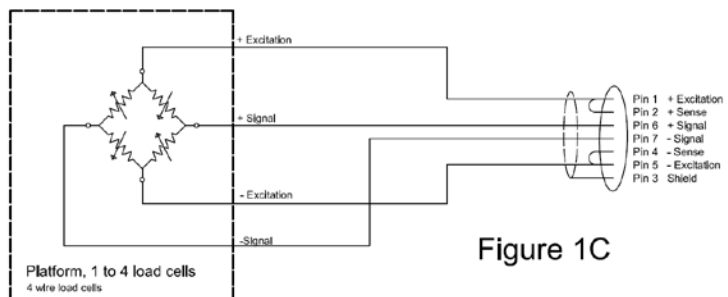 + Excitation
+ Signal
- Excitation
-Signal
Platform, 1 to 4 load cells
4 wire load cells
Pin 1 + Excitation
Pin 2 + Sense
Pin 6 + Signal
Pin 7 - Signal
Pin 4 - Sense
Pin 5 - Excitation
Pin 3 Shield
Figure 1C